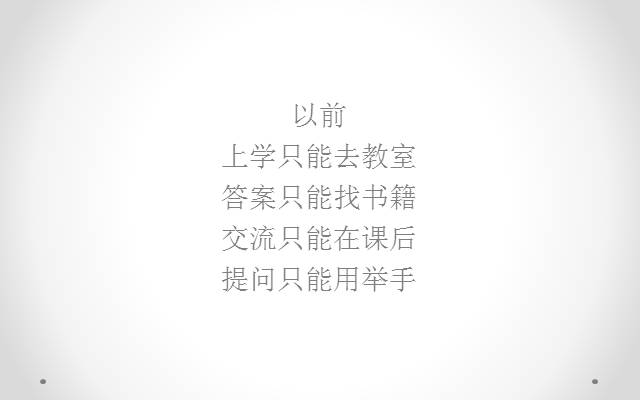 以前
上学只能去教室
答案只能找书籍
交流只能在课后
提问只能用举手